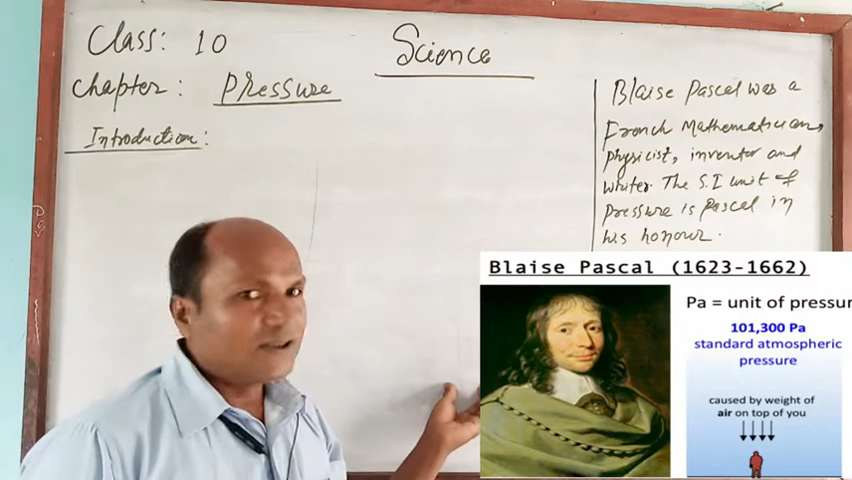 Class: 10
Science
Chapter: Pressure
Introduction:
Blaise Pascal was a
French Mathematician,
physicist, inventor and
writer. The S.I unit of
pressure is pascal in
his honour.
Blaise Pascal (1623-1662)
Pa = unit of pressur
101,300 Pa
standard atmospheric
pressure
caused by weight of
air on top of you